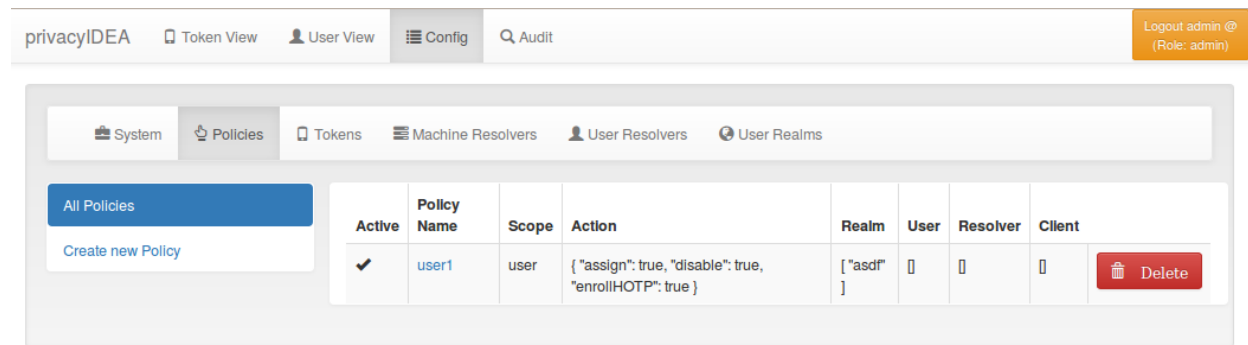 privacyIDEA Token View User View Config Audit Logout admin @
(Role: admin)
System Policies Tokens Machine Resolvers User Resolvers User Realms
All Policies
Create new Policy
Active Policy Name Scope Action Realm User Resolver Client
user1 user { "assign": true, "disable": true, ["asdf" [] [] [] Delete
"enrollHOTP": true } ]